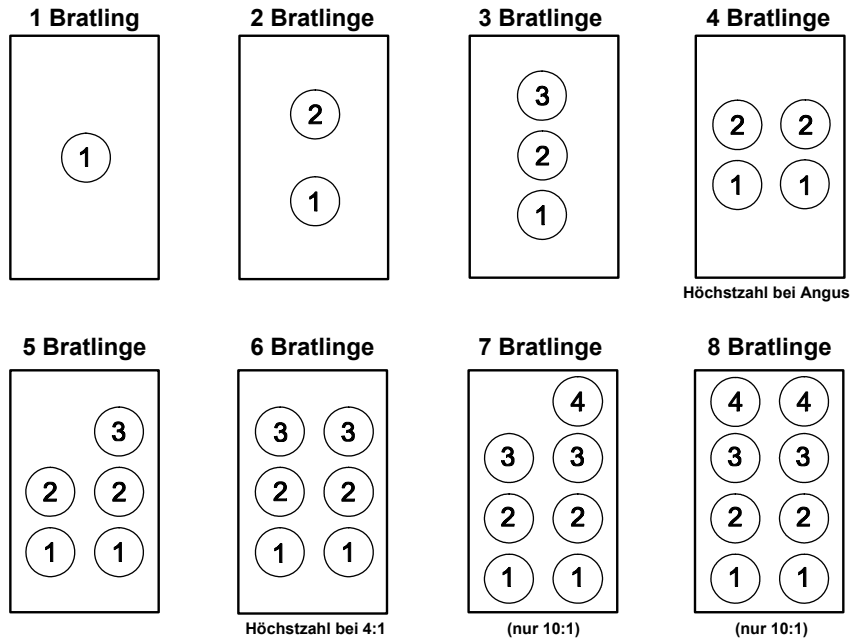 1 Bratling
2 Bratlinge
3 Bratlinge
4 Bratlinge
1
2
1
3
2
1
2 2
1 1
Höchstzahl bei Angus
5 Bratlinge
6 Bratlinge
7 Bratlinge
8 Bratlinge
3
2 2
1 1
3 3
2 2
1 1
Höchstzahl bei 4:1
4
3 3
2 2
1 1
(nur 10:1)
4 4
3 3
2 2
1 1
(nur 10:1)